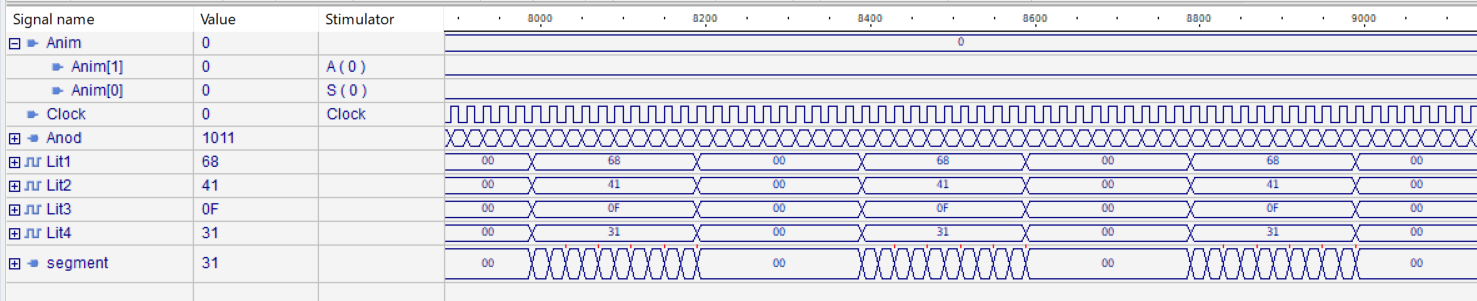 Signal name Value Stimulator 8000 8200 8400 8600 8800 9000
Anim 0 0
Anim[1] 0 A ( 0 )
Anim[0] 0 S ( 0 )
Clock 0 Clock
Anod 1011
Lit1 68 00 68 00 68 00 68 00
Lit2 41 00 41 00 41 00 41 00
Lit3 0F 00 0F 00 0F 00 0F 00
Lit4 31 00 31 00 31 00 31 00
segment 31 00 00 00 00